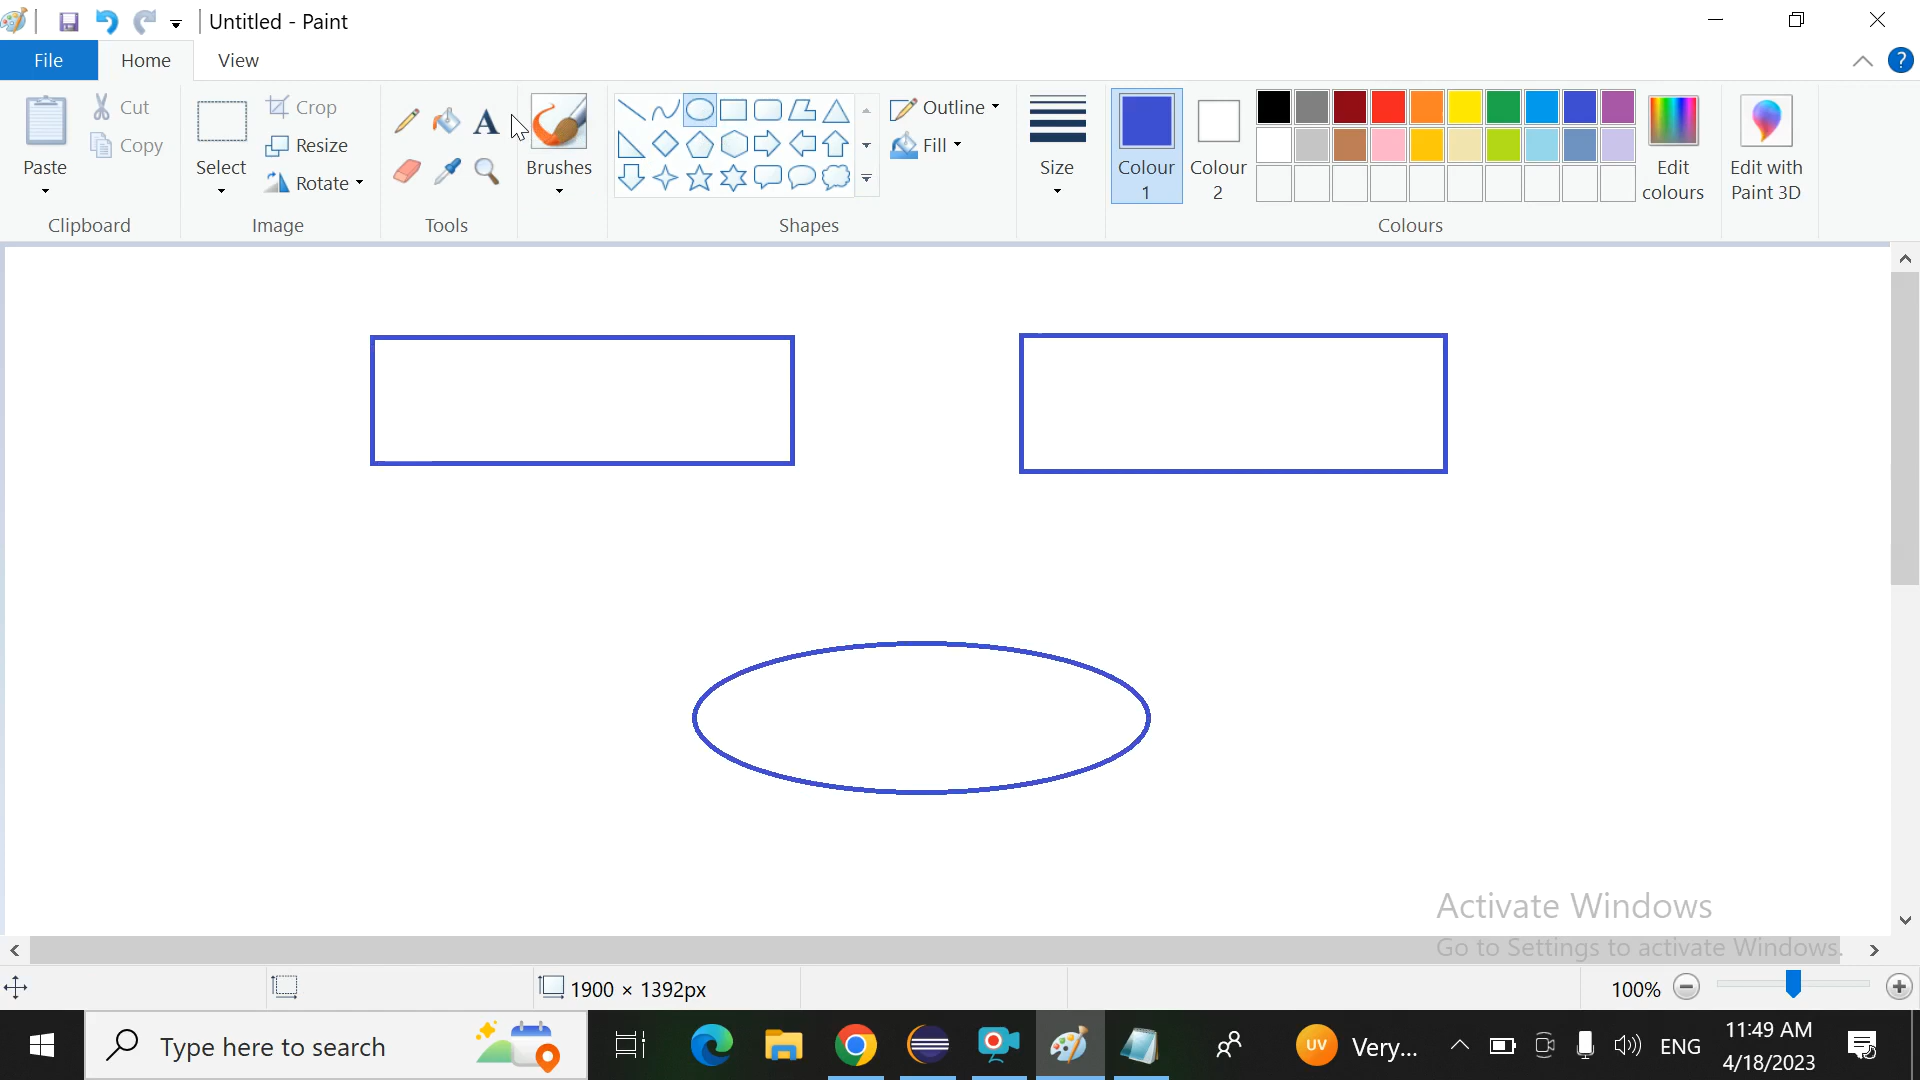 Untitled - Paint
File Home View
Paste
Cut
Copy
Clipboard
Select
Crop
Resize
Rotate
Image
A
Tools
Brushes
Outline
Fill
Shapes
Size
Colour
1
Colour
2
Edit
colours
Colours
Edit with
Paint 3D
Activate Windows
Go to Settings to activate Windows.
1900 × 1392px
100%
Type here to search
UV
Very...
ENG
11:49 AM
4/18/2023